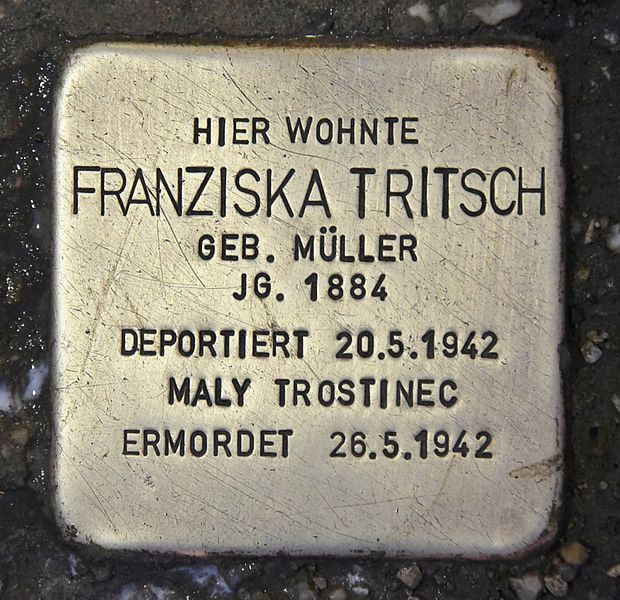 HIER WOHNTE
FRANZISKA TRITSCH
GEB. MÜLLER
JG. 1884
DEPORTIERT 20.5.1942
MALY TROSTINEC
ERMORDET 26.5.1942